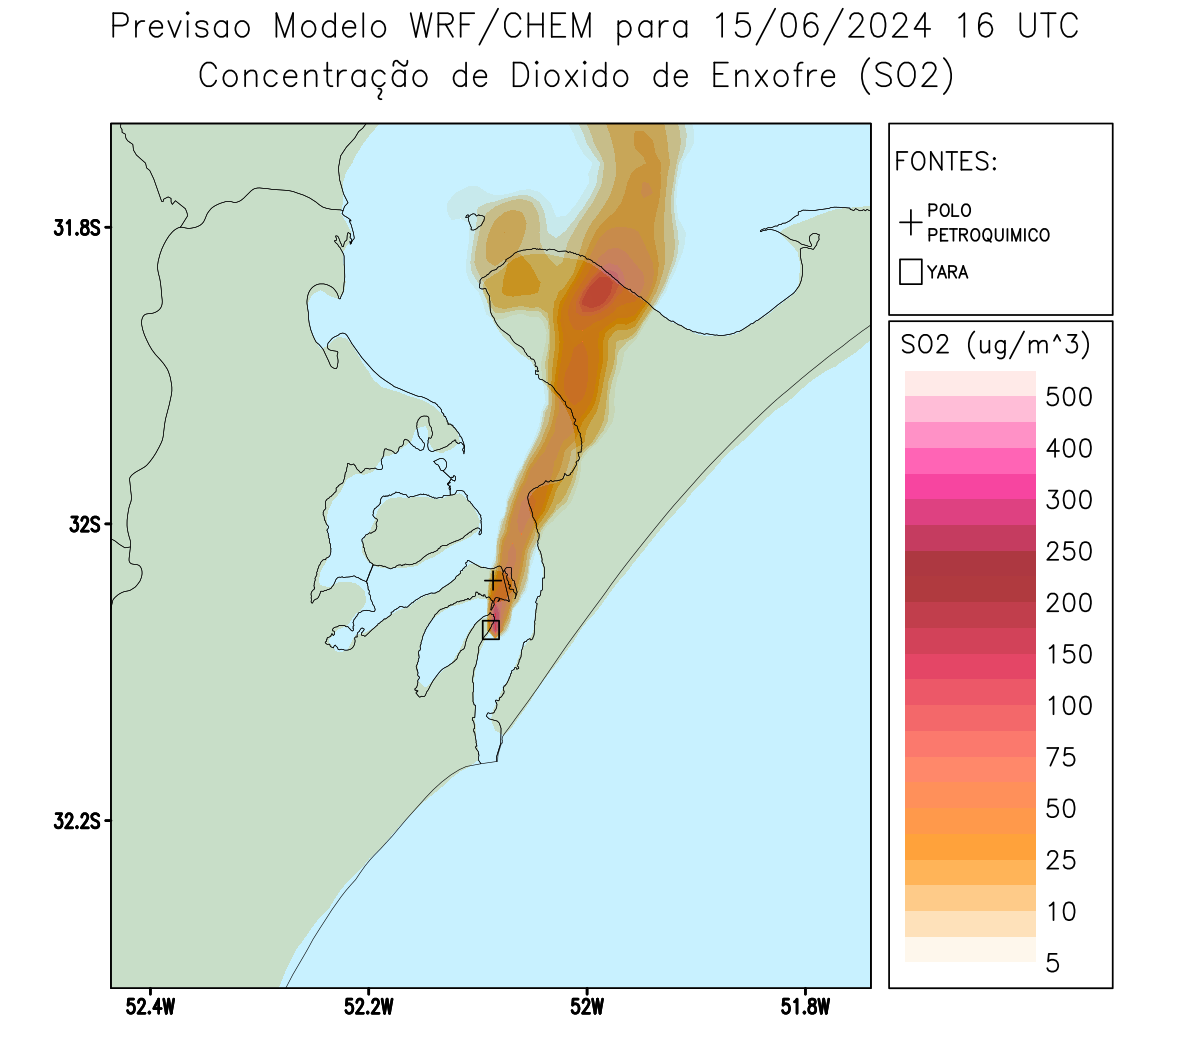 Previsao Modelo WRF/CHEM para 15/06/2024 16 UTC
Concentração de Dioxido de Enxofre (SO2)
FONTES:
POLO
PETROQUIMICO
YARA
SO2 (ug/m^3)
500
400
300
250
200
150
100
75
50
25
10
5
31.8S
32S
32.2S
52.4W
52.2W
52W
51.8W